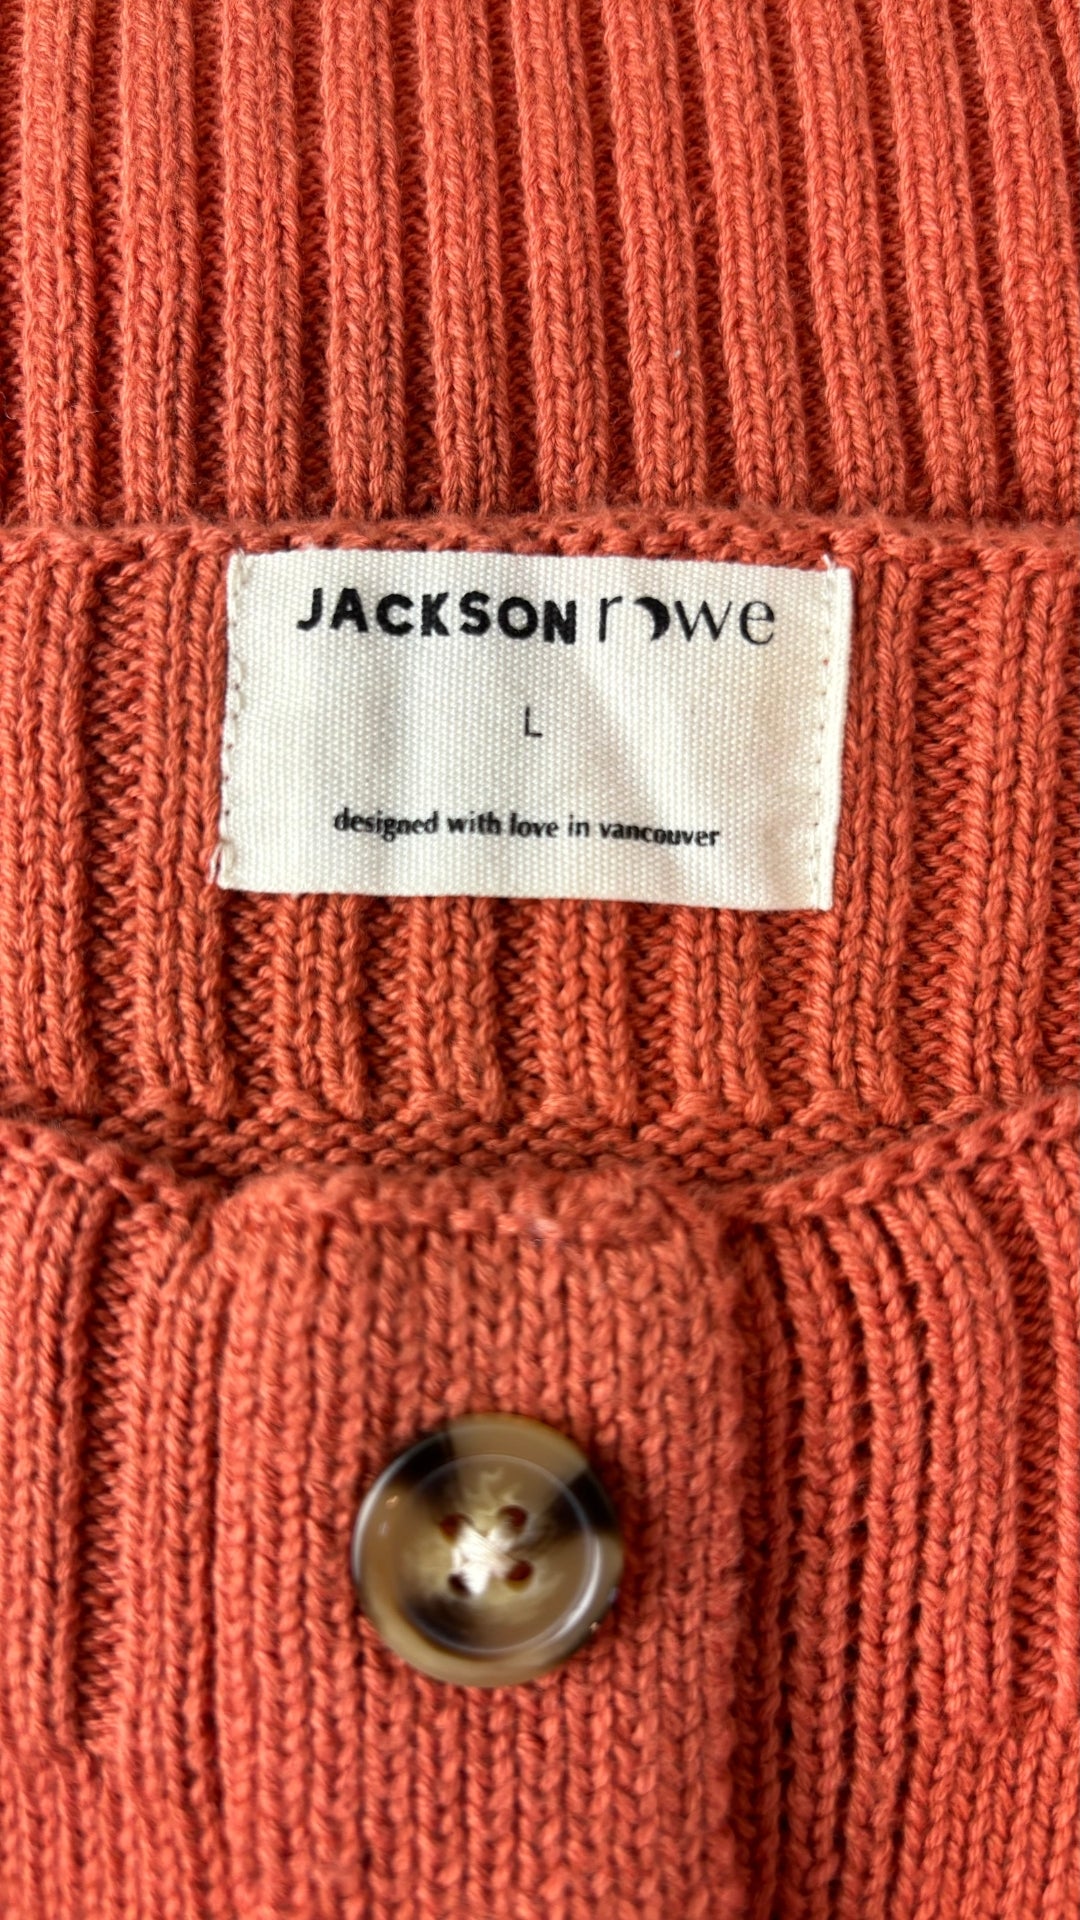 JACKSON rowe
L
designed with love in vancouver